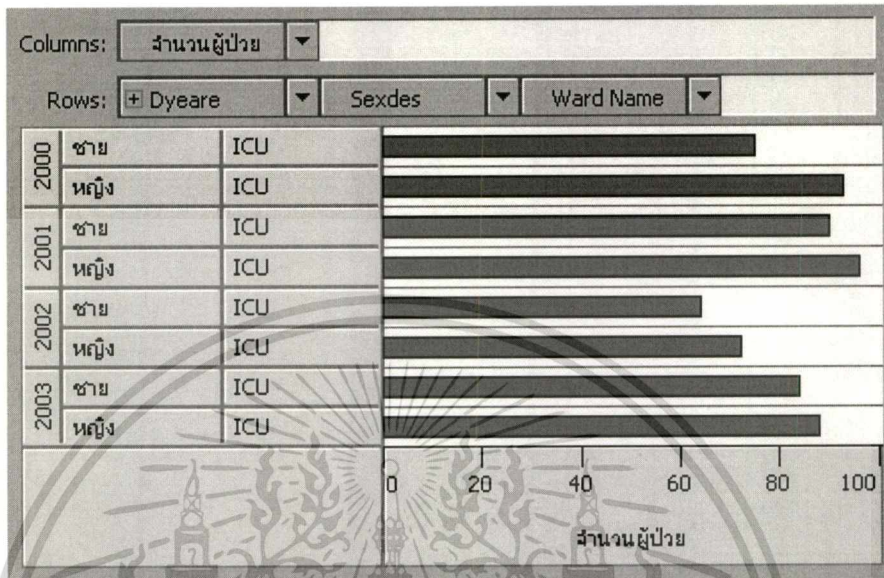 Columns: จำนวนผู้ป่วย
Rows: + Dyeare Sexdes Ward Name
2000 ชาย ICU
หญิง ICU
2001 ชาย ICU
หญิง ICU
2002 ชาย ICU
หญิง ICU
2003 ชาย ICU
หญิง ICU
0 20 40 60 80 100
จำนวนผู้ป่วย